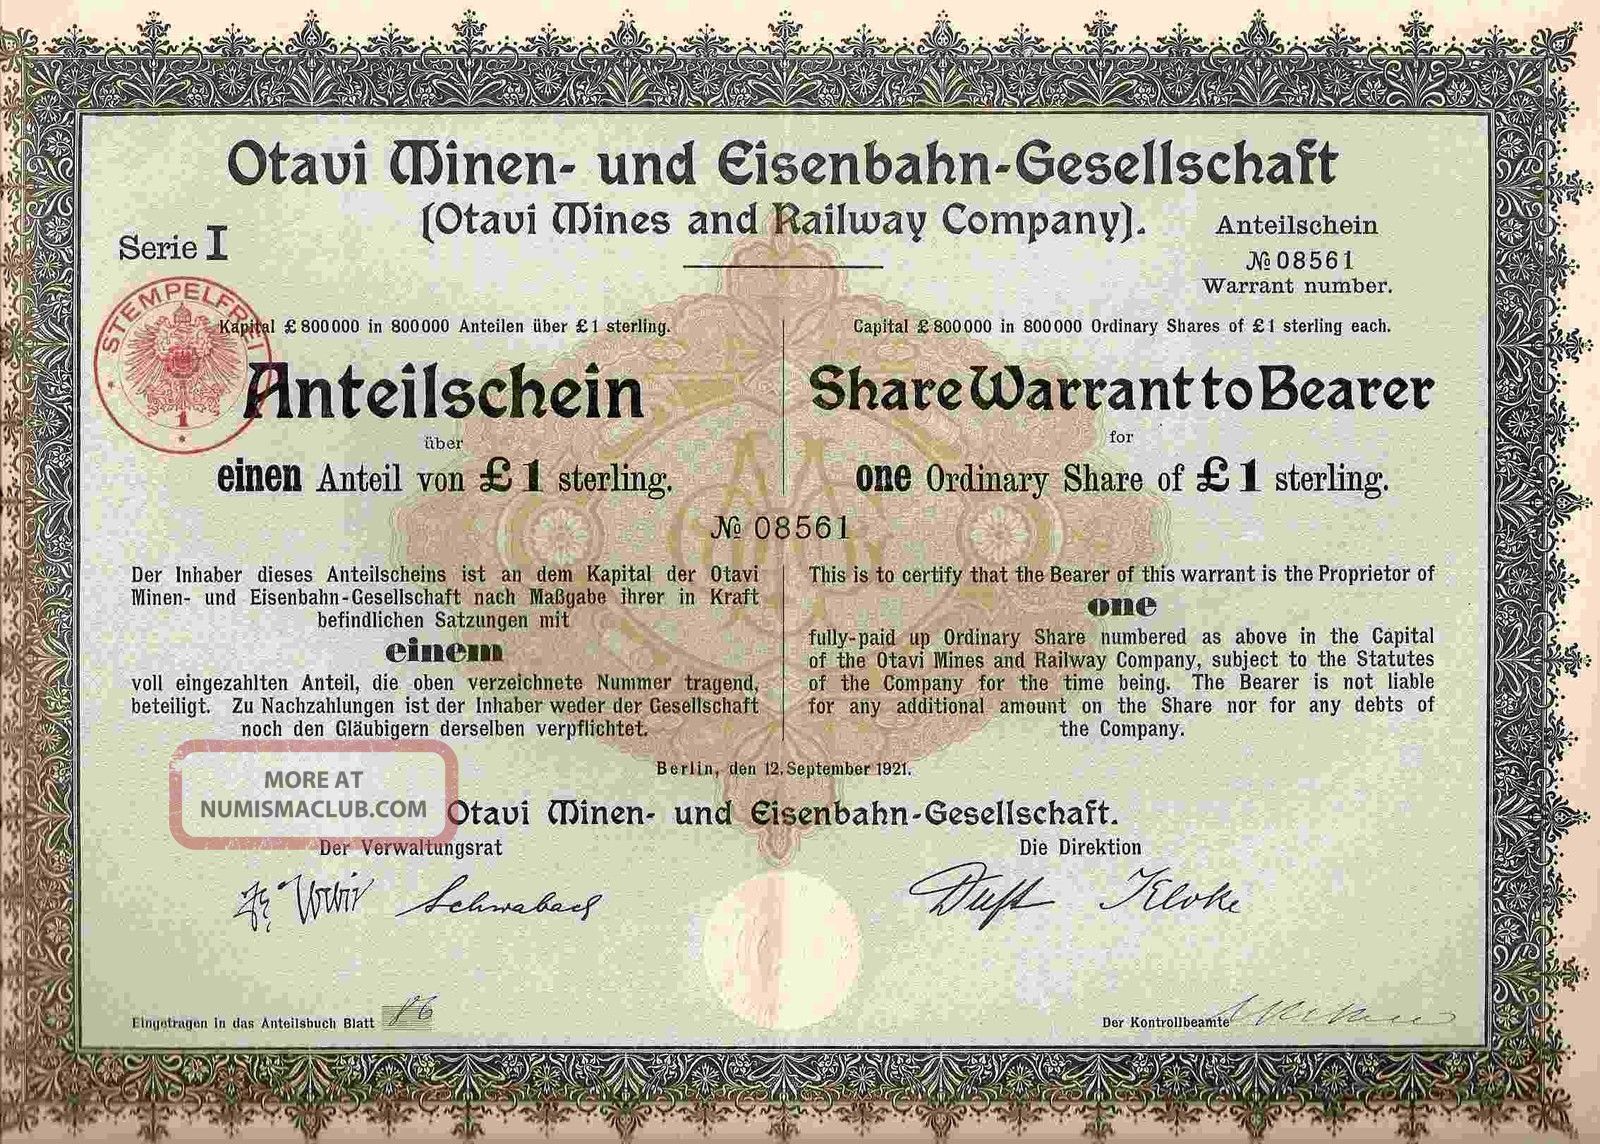 Otavi Minen- und Eisenbahn-Gesellschaft
(Otavi Mines and Railway Company).
Serie I
Anteilschein
№ 08561
Warrant number.
STEMPELFREI
1
Kapital £ 800000 in 800000 Anteilen über £ 1 sterling.
Anteilschein
über
einen Anteil von £ 1 sterling.
Capital £ 800000 in 800000 Ordinary Shares of £ 1 sterling each.
Share Warrant to Bearer
for
one Ordinary Share of £ 1 sterling.
№ 08561
Der Inhaber dieses Anteilscheins ist an dem Kapital der Otavi
Minen- und Eisenbahn-Gesellschaft nach Maßgabe ihrer in Kraft
befindlichen Satzungen mit
einem
voll eingezahlten Anteil, die oben verzeichnete Nummer tragend,
beteiligt. Zu Nachzahlungen ist der Inhaber weder der Gesellschaft
noch den Gläubigern derselben verpflichtet.
This is to certify that the Bearer of this warrant is the Proprietor of
one
fully-paid up Ordinary Share numbered as above in the Capital
of the Otavi Mines and Railway Company, subject to the Statutes
of the Company for the time being. The Bearer is not liable
for any additional amount on the Share nor for any debts of
the Company.
Berlin, den 12. September 1921.
MORE AT
NUMISMACLUB.COM
Otavi Minen- und Eisenbahn-Gesellschaft.
Der Verwaltungsrat
Die Direktion
Schwabach
Duft Kloke
Eingetragen in das Anteilsbuch Blatt 86
Der Kontrollbeamte